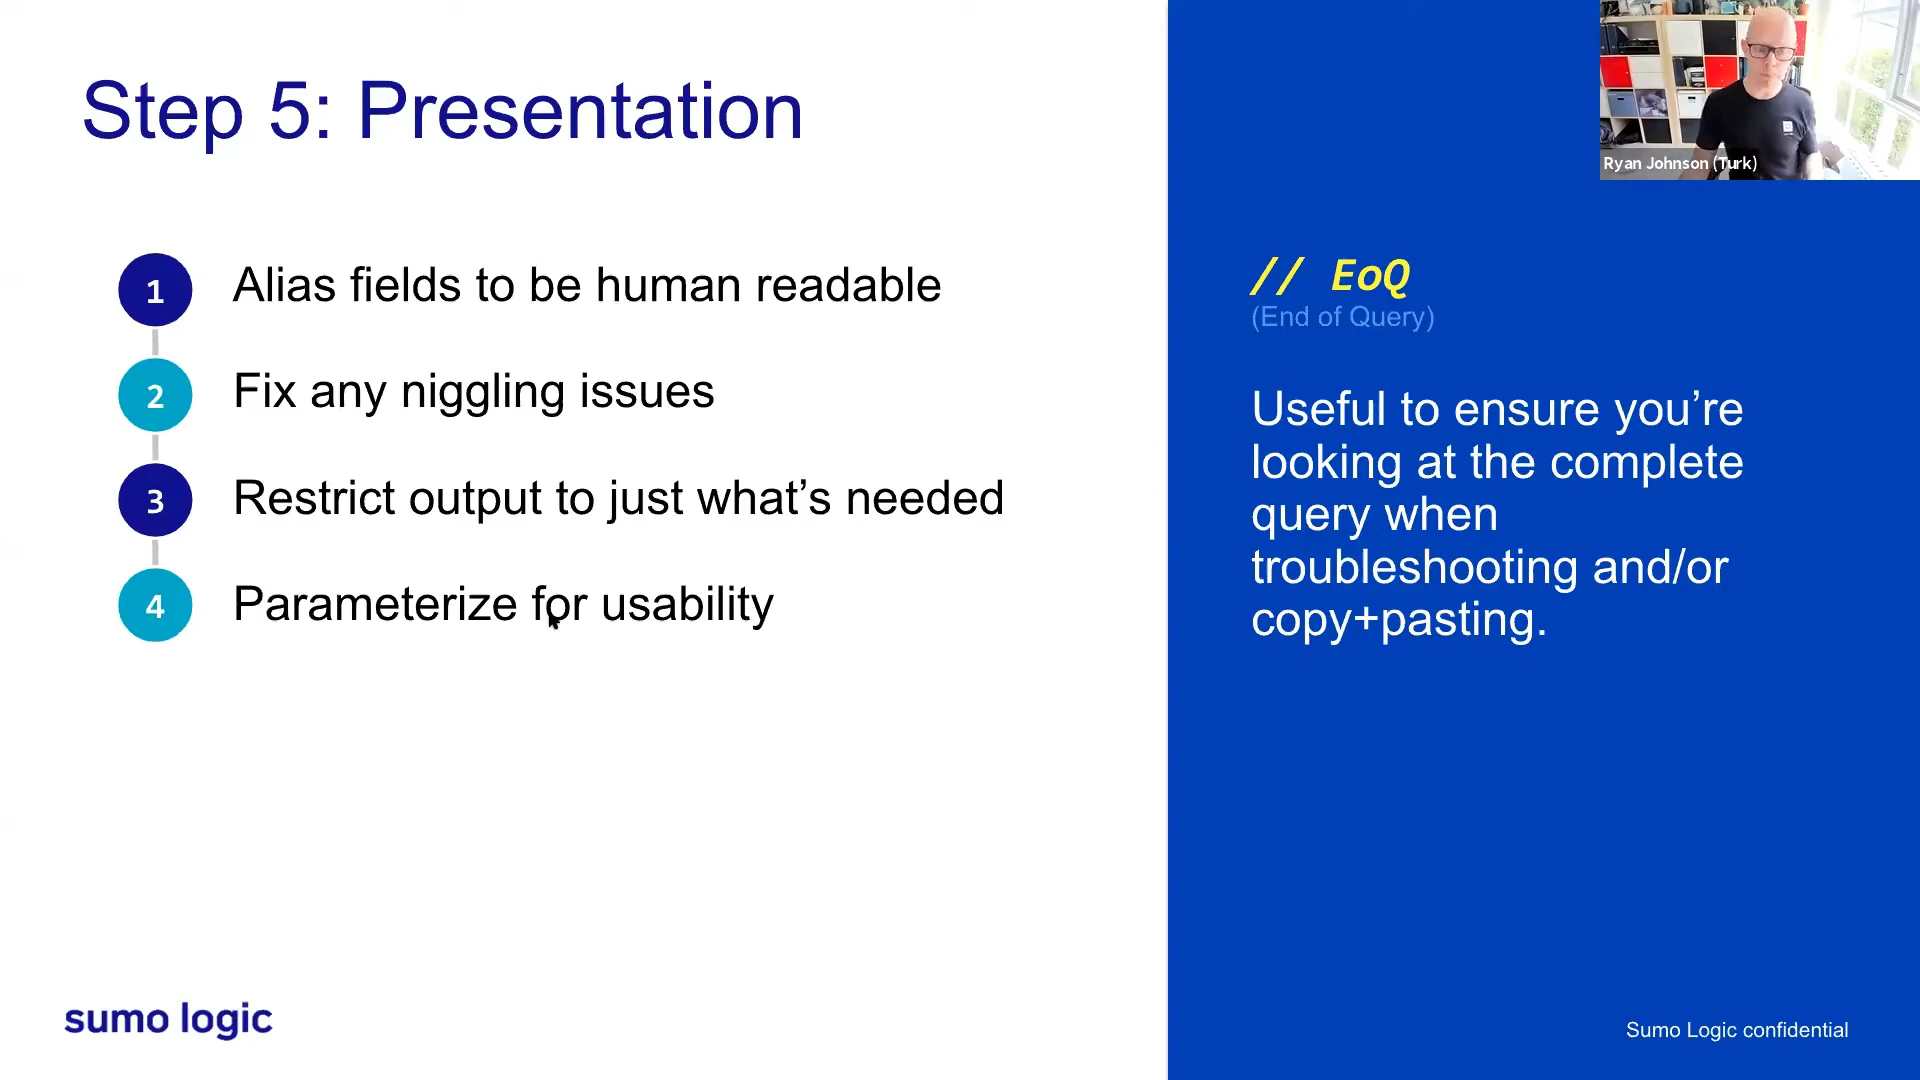 Step 5: Presentation
1 Alias fields to be human readable
2 Fix any niggling issues
3 Restrict output to just what’s needed
4 Parameterize for usability
sumo logic
Ryan Johnson (Turk)
// EoQ
(End of Query)
Useful to ensure you’re
looking at the complete
query when
troubleshooting and/or
copy+pasting.
Sumo Logic confidential